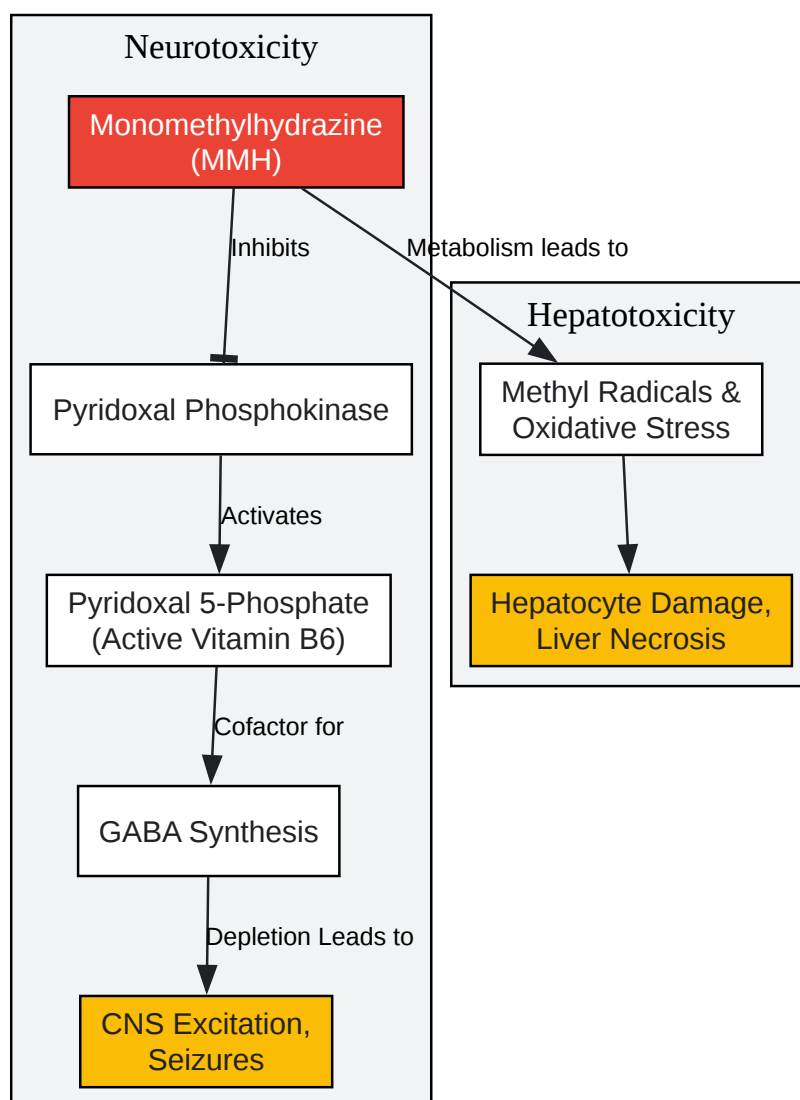 Neurotoxicity
Monomethylhydrazine
(MMH)
Inhibits
Metabolism leads to
Hepatotoxicity
Pyridoxal Phosphokinase
Methyl Radicals &
Oxidative Stress
Activates
Pyridoxal 5-Phosphate
(Active Vitamin B6)
Hepatocyte Damage,
Liver Necrosis
Cofactor for
GABA Synthesis
Depletion Leads to
CNS Excitation,
Seizures